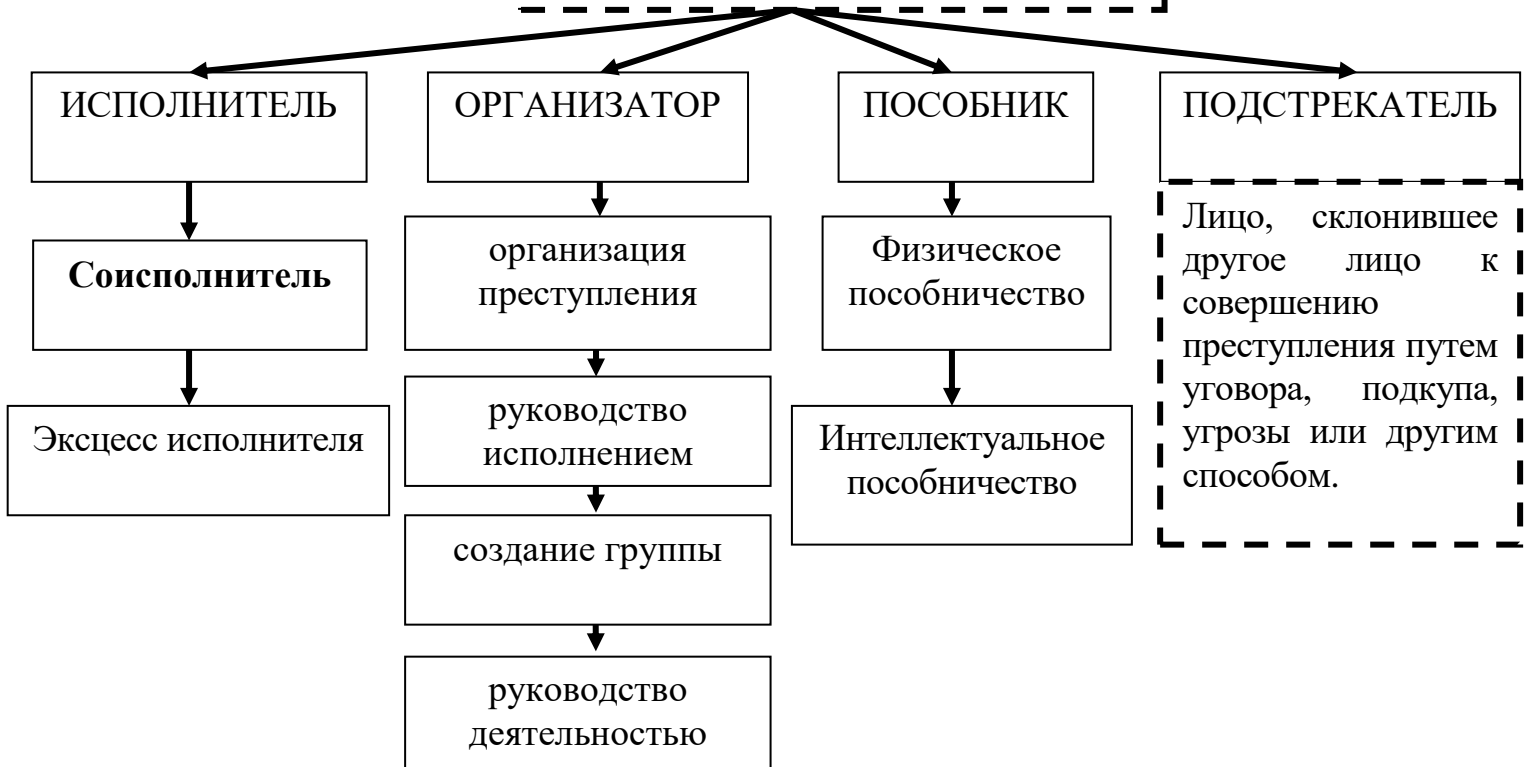 ИСПОЛНИТЕЛЬ
ОРГАНИЗАТОР
ПОСОБНИК
ПОДСТРЕКАТЕЛЬ
Соисполнитель
Эксцесс исполнителя
организация
преступления
руководство
исполнением
создание группы
руководство
деятельностью
Физическое
пособничество
Интеллектуальное
пособничество
Лицо, склонившее
другое лицо к
совершению
преступления путем
уговора, подкупа,
угрозы или другим
способом.